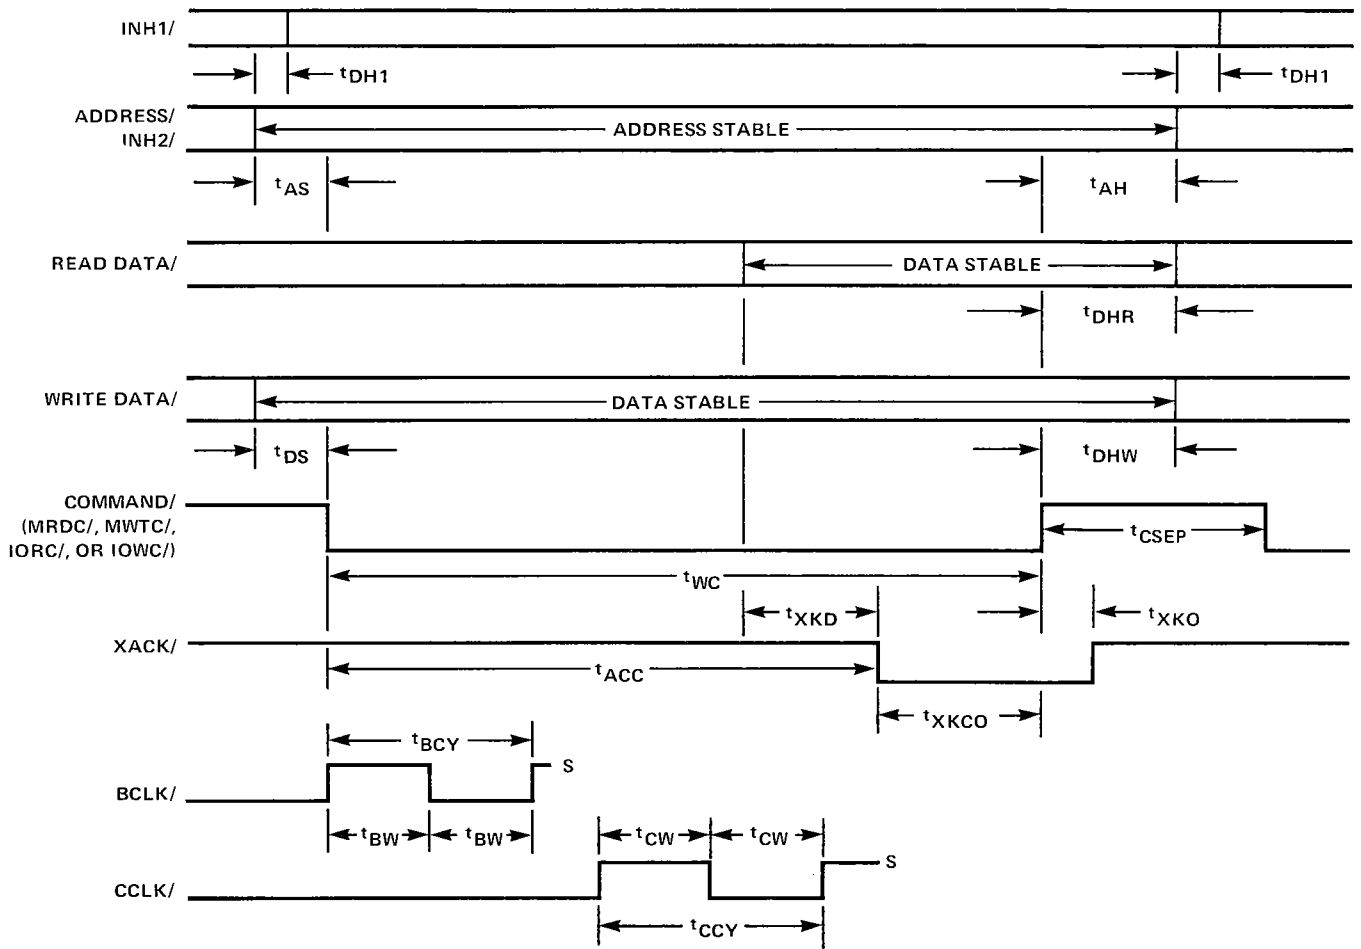 INH1/
tDH1
tDH1
ADDRESS/
INH2/
ADDRESS STABLE
tAS
tAH
READ DATA/
DATA STABLE
tDHR
WRITE DATA/
DATA STABLE
tDS
tDHW
COMMAND/
(MRDC/, MWTC/,
IORC/, OR IOWC/)
tCSEP
tWC
tXKD
tXKO
XACK/
tACC
tXKCO
tBCY
S
BCLK/
tBW
tBW
tCW
tCW
S
CCLK/
tCCY